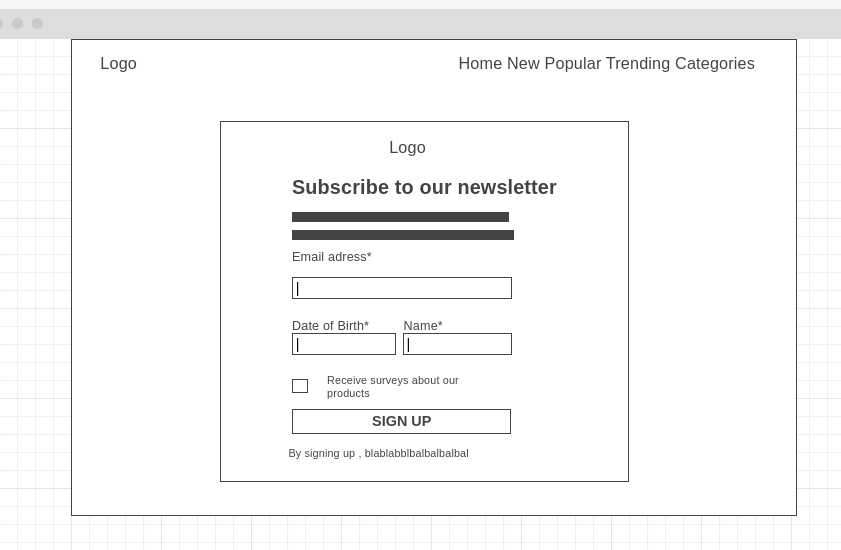 Logo
Home New Popular Trending Categories
Logo
Subscribe to our newsletter
Email adress*
Date of Birth* Name*
Receive surveys about our
products
SIGN UP
By signing up , blablabblbalbalbalbal